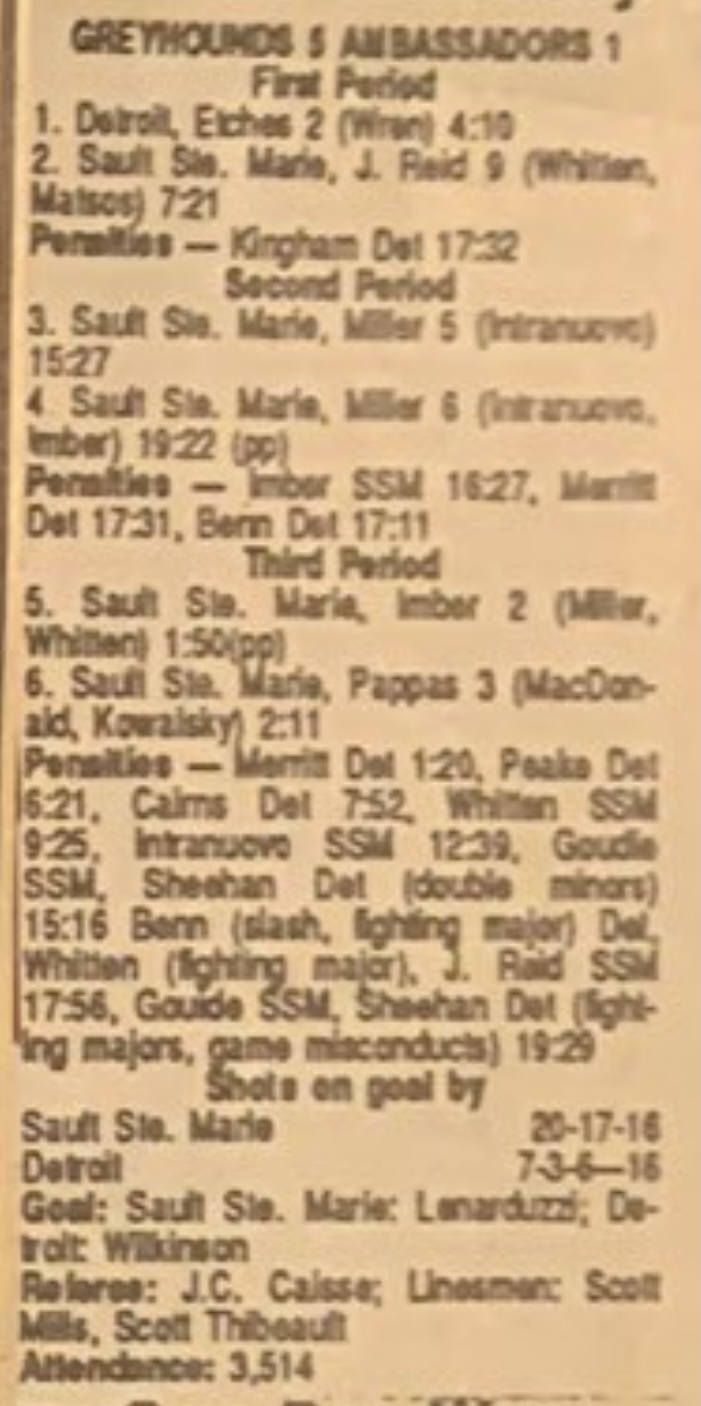 GREYHOUNDS 5 AMBASSADORS 1
First Period
1. Detroit, Etches 2 (Wren) 4:10
2. Sault Ste. Marie, J. Reid 9 (Whitten,
Matsos) 7:21
Penalties — Kingham Det 17:32
Second Period
3. Sault Ste. Marie, Miller 5 (Intranuovo)
15:27
4 Sault Ste. Marie, Miller 6 (Intranuovo,
Imber) 19:22 (pp)
Penalties — Imber SSM 16:27, Merritt
Det 17:31, Benn Det 17:11
Third Period
5. Sault Ste. Marie, Imber 2 (Miller,
Whitten) 1:50(pp)
6. Sault Ste. Marie, Pappas 3 (MacDon-
ald, Kowalsky) 2:11
Penalties — Merritt Det 1:20, Peake Det
6:21, Cairns Det 7:52, Whitten SSM
9:25, Intranuovo SSM 12:39, Goudie
SSM, Sheehan Det (double minors)
15:16 Benn (slash, fighting major) Det,
Whitten (fighting major), J. Reid SSM
17:56, Gouide SSM, Sheehan Det (fight-
ing majors, game misconducts) 19:29
Shots on goal by
Sault Ste. Marie 20-17-16
Detroit 7-3-6—16
Goal: Sault Ste. Marie: Lenarduzzi; De-
troit: Wilkinson
Referee: J.C. Caisse; Linesmen: Scott
Mills, Scott Thibeault
Attendance: 3,514